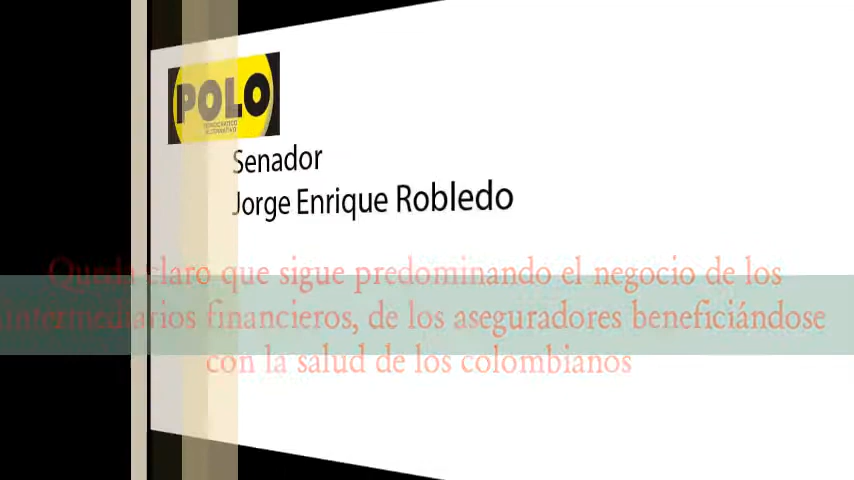 POLO
DEMOCRÁTICO
ALTERNATIVO
Senador
Jorge Enrique Robledo
Queda claro que sigue predominando el negocio de los
intermediarios financieros, de los aseguradores beneficiándose
con la salud de los colombianos